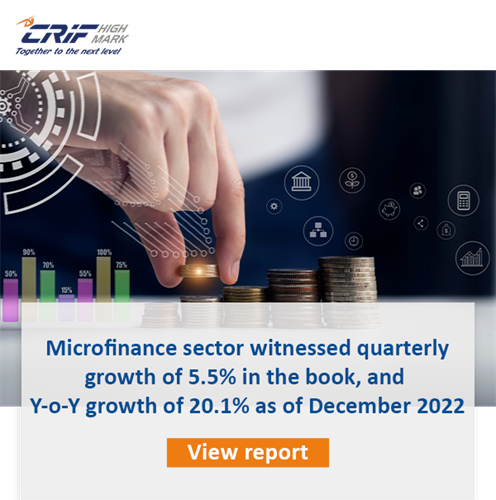 CRIF HIGH
MARK
Together to the next level
50%
90%
70%
15%
55%
100%
75%
Microfinance sector witnessed quarterly
growth of 5.5% in the book, and
Y-o-Y growth of 20.1% as of December 2022
View report